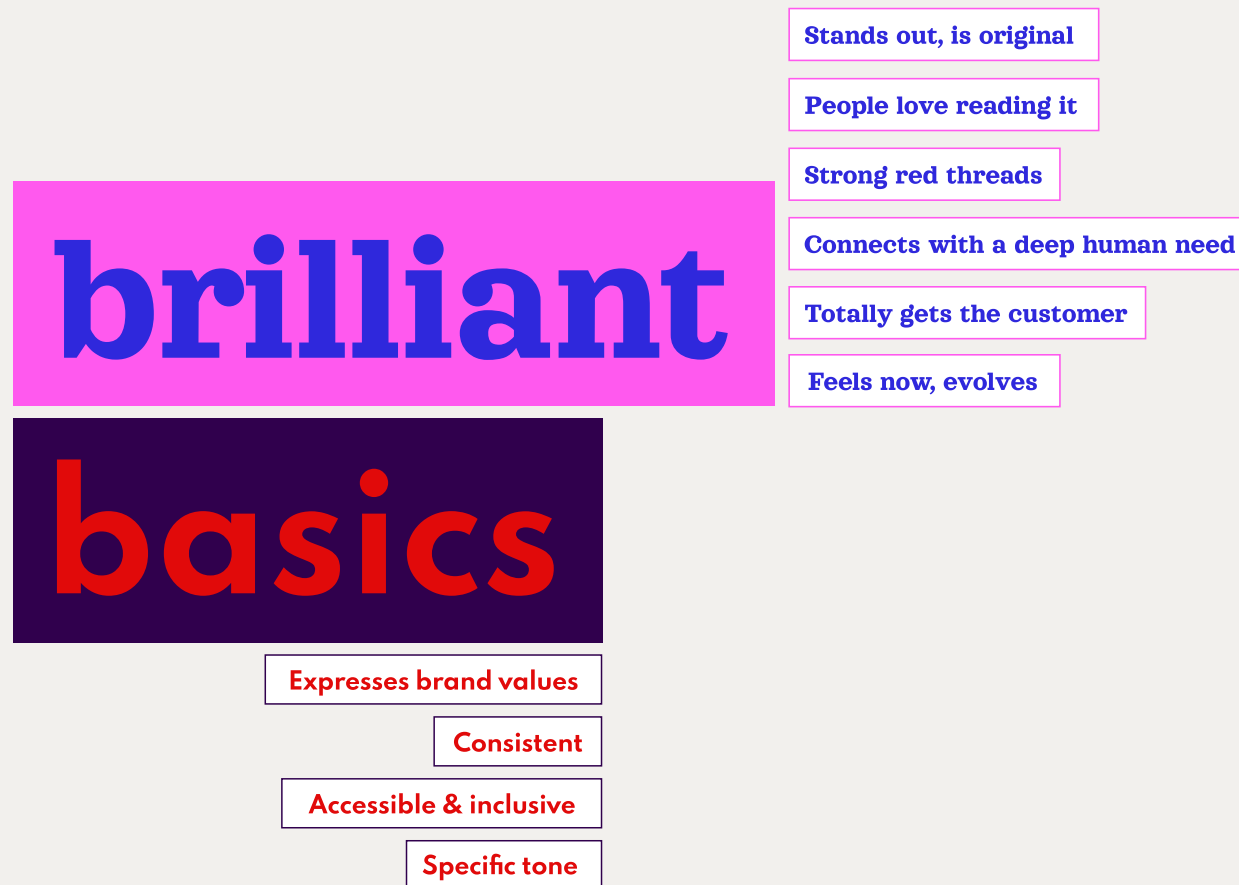 Stands out, is original
People love reading it
Strong red threads
Connects with a deep human need
Totally gets the customer
Feels now, evolves
brilliant
basics
Expresses brand values
Consistent
Accessible & inclusive
Specific tone